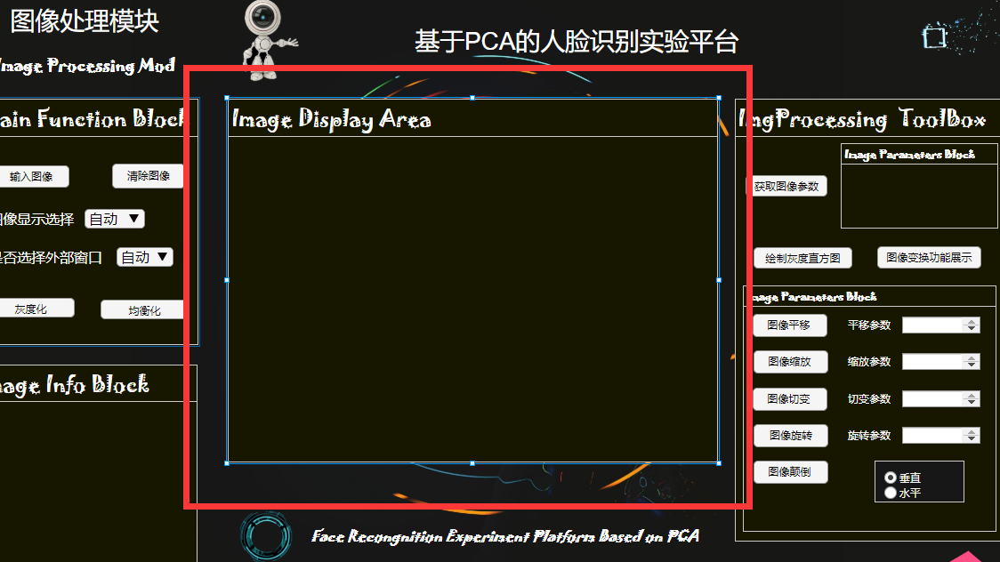 图像处理模块
基于PCA的人脸识别实验平台
Image Processing Mod
ain Function Block
输入图像
清除图像
图像显示选择
自动
是否选择外部窗口
自动
灰度化
均衡化
age Info Block
Image Display Area
Face Recongnition Experiment Platform Based on PCA
ImgProcessing ToolBox
Image Parameters Block
获取图像参数
绘制灰度直方图
图像变换功能展示
mage Parameters Block
图像平移 平移参数
图像缩放 缩放参数
图像切变 切变参数
图像旋转 旋转参数
图像颠倒
垂直
水平